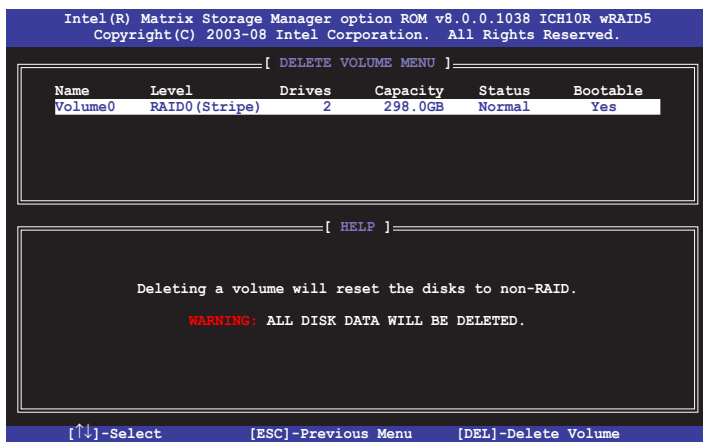 Intel(R) Matrix Storage Manager option ROM v8.0.0.1038 ICH10R wRAID5
Copyright(C) 2003-08 Intel Corporation. All Rights Reserved.
[ DELETE VOLUME MENU ]
Name Level Drives Capacity Status Bootable
Volume0 RAID0(Stripe) 2 298.0GB Normal Yes
[ HELP ]
Deleting a volume will reset the disks to non-RAID.
WARNING: ALL DISK DATA WILL BE DELETED.
[↑↓]-Select [ESC]-Previous Menu [DEL]-Delete Volume